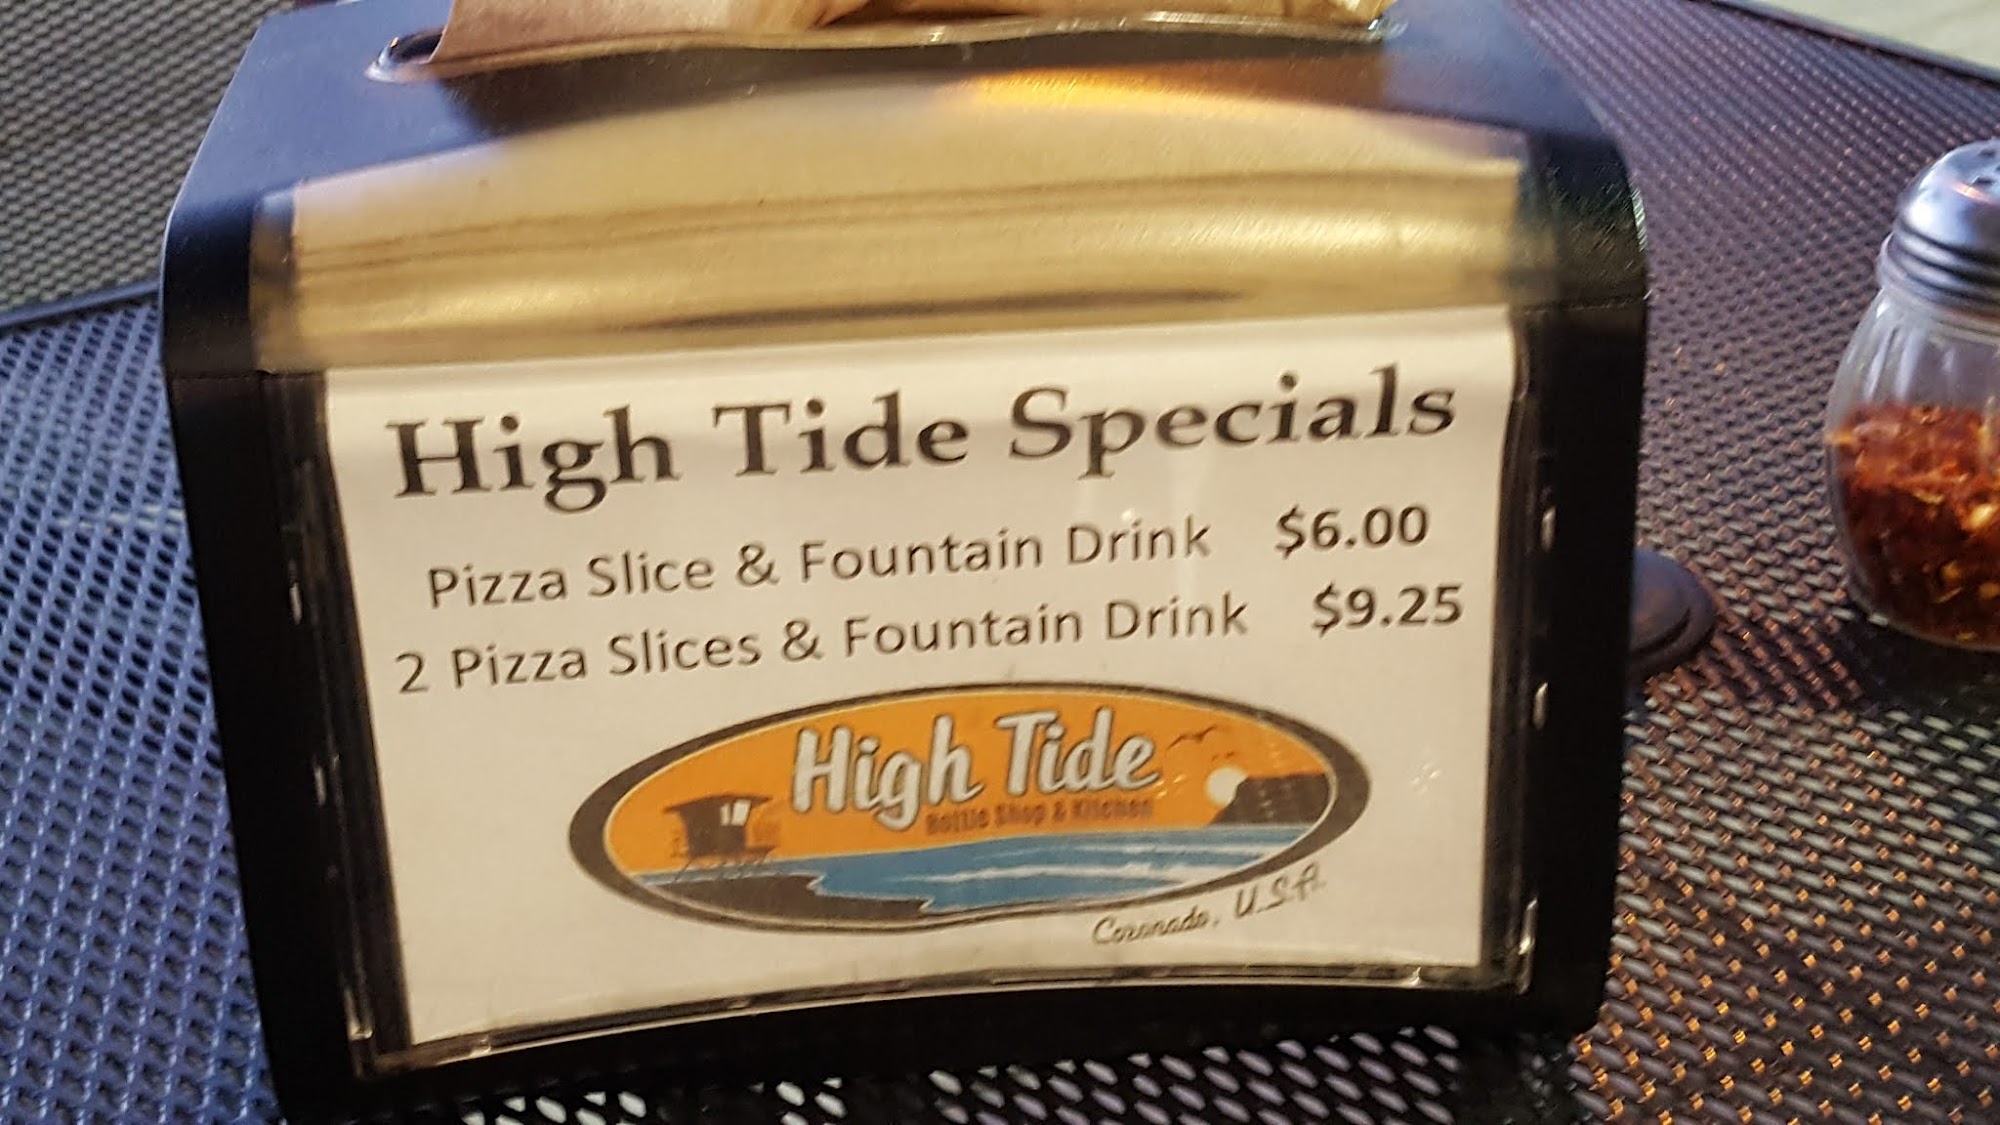 High Tide Specials
Pizza Slice & Fountain Drink $6.00
2 Pizza Slices & Fountain Drink $9.25
High Tide
Bottle Shop & Kitchen
Coronado, U.S.A.